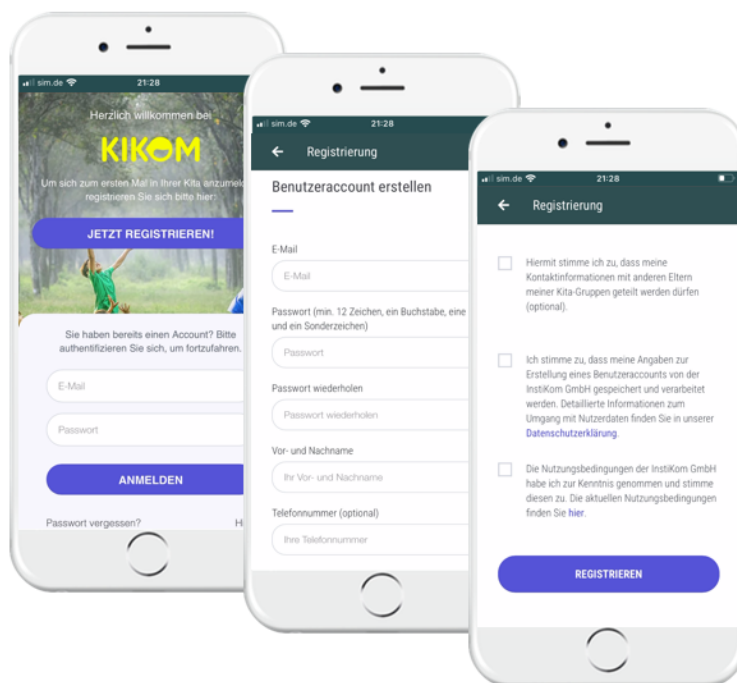 sim.de 21:28
Herzlich willkommen bei
KIKOM
Um sich zum ersten Mal in Ihrer Kita
registrieren Sie sich bitte hier:
JETZT REGISTRIEREN!
Sie haben bereits einen Account? Bitte
authentifizieren Sie sich, um fortzufahren.
E-Mail
Passwort
ANMELDEN
Passwort vergessen?
sim.de 21:28
Registrierung
Benutzeraccount erstellen
E-Mail
E-Mail
Passwort (min. 12 Zeichen, ein Buchstabe, eine
und ein Sonderzeichen)
Passwort
Passwort wiederholen
Passwort wiederholen
Vor- und Nachname
Ihr Vor- und Nachname
Telefonnummer (optional)
Ihre Telefonnummer
sim.de 21:28
Registrierung
Hiermit stimme ich zu, dass meine
Kontaktinformationen mit anderen Eltern
meiner Kita-Gruppen geteilt werden dürfen
(optional).
Ich stimme zu, dass meine Angaben zur
Erstellung eines Benutzeraccounts von der
InstiKom GmbH gespeichert und verarbeitet
werden. Detaillierte Informationen zum
Umgang mit Nutzerdaten finden Sie in unserer
Datenschutzerklärung.
Die Nutzungsbedingungen der InstiKom GmbH
habe ich zur Kenntnis genommen und stimme
diesen zu. Die aktuellen Nutzungsbedingungen
finden Sie hier.
REGISTRIEREN